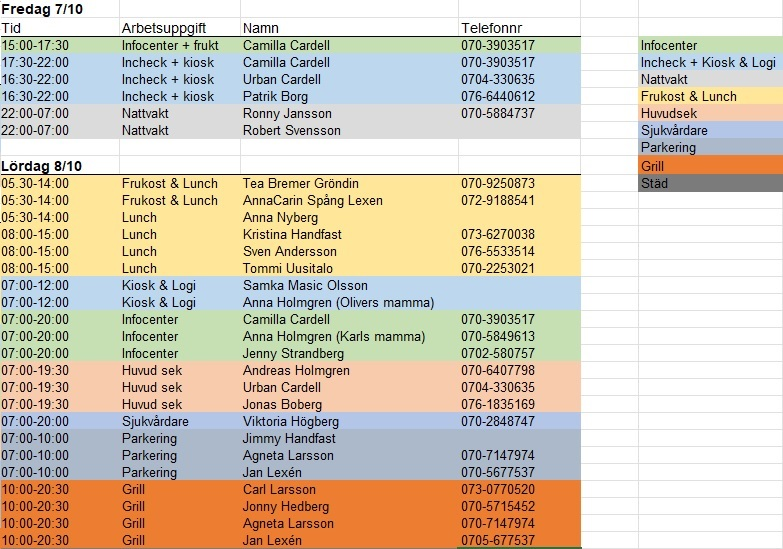 Fredag 7/10
Tid Arbetsuppgift Namn Telefonnr
15:00-17:30 Infocenter + frukt Camilla Cardell 070-3903517 Infocenter
17:30-22:00 Incheck + kiosk Camilla Cardell 070-3903517 Incheck + Kiosk & Logi
16:30-22:00 Incheck + kiosk Urban Cardell 0704-330635 Nattvakt
16:30-22:00 Incheck + kiosk Patrik Borg 076-6440612 Frukost & Lunch
22:00-07:00 Nattvakt Ronny Jansson 070-5884737 Huvudsek
22:00-07:00 Nattvakt Robert Svensson Sjukvårdare
Parkering
Lördag 8/10 Grill
05.30-14:00 Frukost & Lunch Tea Bremer Gröndin 070-9250873 Städ
05.30-14:00 Frukost & Lunch AnnaCarin Spång Lexen 072-9188541
05.30-14:00 Lunch Anna Nyberg
08:00-15:00 Lunch Kristina Handfast 073-6270038
08:00-15:00 Lunch Sven Andersson 076-5533514
08:00-15:00 Lunch Tommi Uusitalo 070-2253021
07:00-12:00 Kiosk & Logi Samka Masic Olsson
07:00-12:00 Kiosk & Logi Anna Holmgren (Olivers mamma)
07:00-20:00 Infocenter Camilla Cardell 070-3903517
07:00-20:00 Infocenter Anna Holmgren (Karls mamma) 070-5849613
07:00-20:00 Infocenter Jenny Strandberg 0702-580757
07:00-19:30 Huvud sek Andreas Holmgren 070-6407798
07:00-19:30 Huvud sek Urban Cardell 0704-330635
07:00-19:30 Huvud sek Jonas Boberg 076-1835169
07:00-20:00 Sjukvårdare Viktoria Högberg 070-2848747
07:00-10:00 Parkering Jimmy Handfast
07:00-10:00 Parkering Agneta Larsson 070-7147974
07:00-10:00 Parkering Jan Lexén 070-5677537
10:00-20:30 Grill Carl Larsson 073-0770520
10:00-20:30 Grill Jonny Hedberg 070-5715452
10:00-20:30 Grill Agneta Larsson 070-7147974
10:00-20:30 Grill Jan Lexén 0705-677537